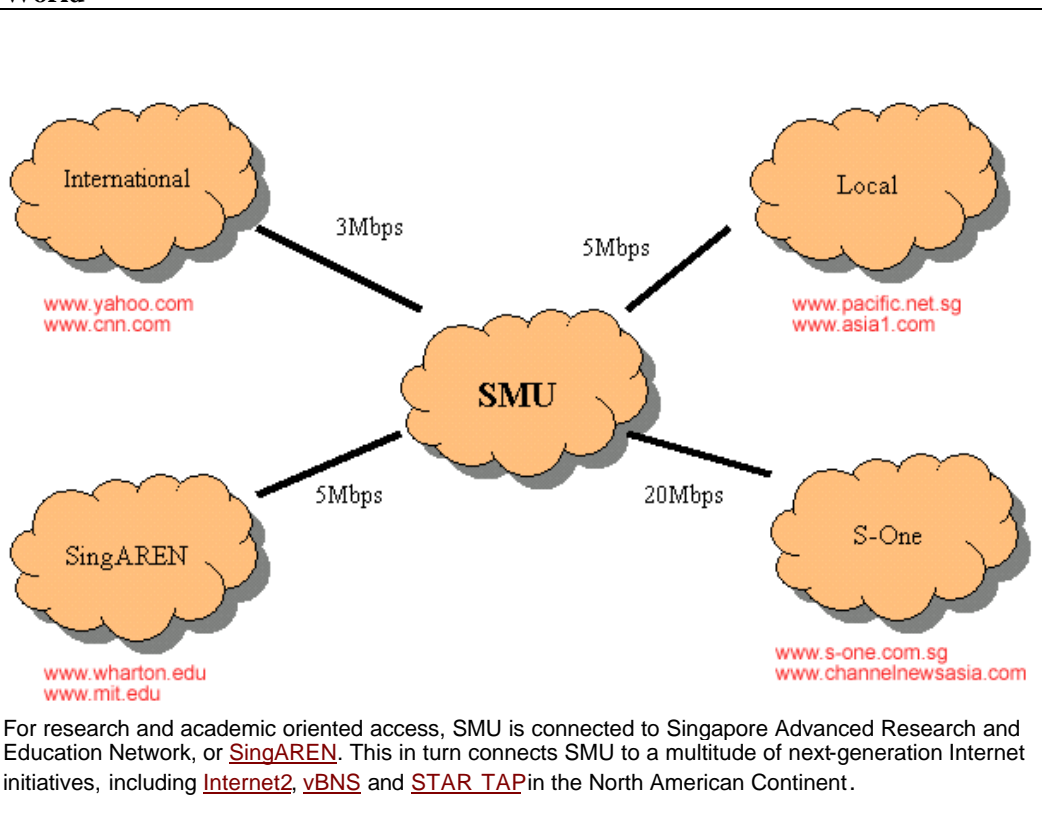 International
Local
3Mbps
5Mbps
www.yahoo.com
www.cnn.com
www.pacific.net.sg
www.asia1.com
SMU
SingAREN
5Mbps
20Mbps
S-One
www.wharton.edu
www.mit.edu
www.s-one.com.sg
www.channelnewsasia.com
For research and academic oriented access, SMU is connected to Singapore Advanced Research and
Education Network, or SingAREN. This in turn connects SMU to a multitude of next-generation Internet
initiatives, including Internet2, vBNS and STAR TAP in the North American Continent.